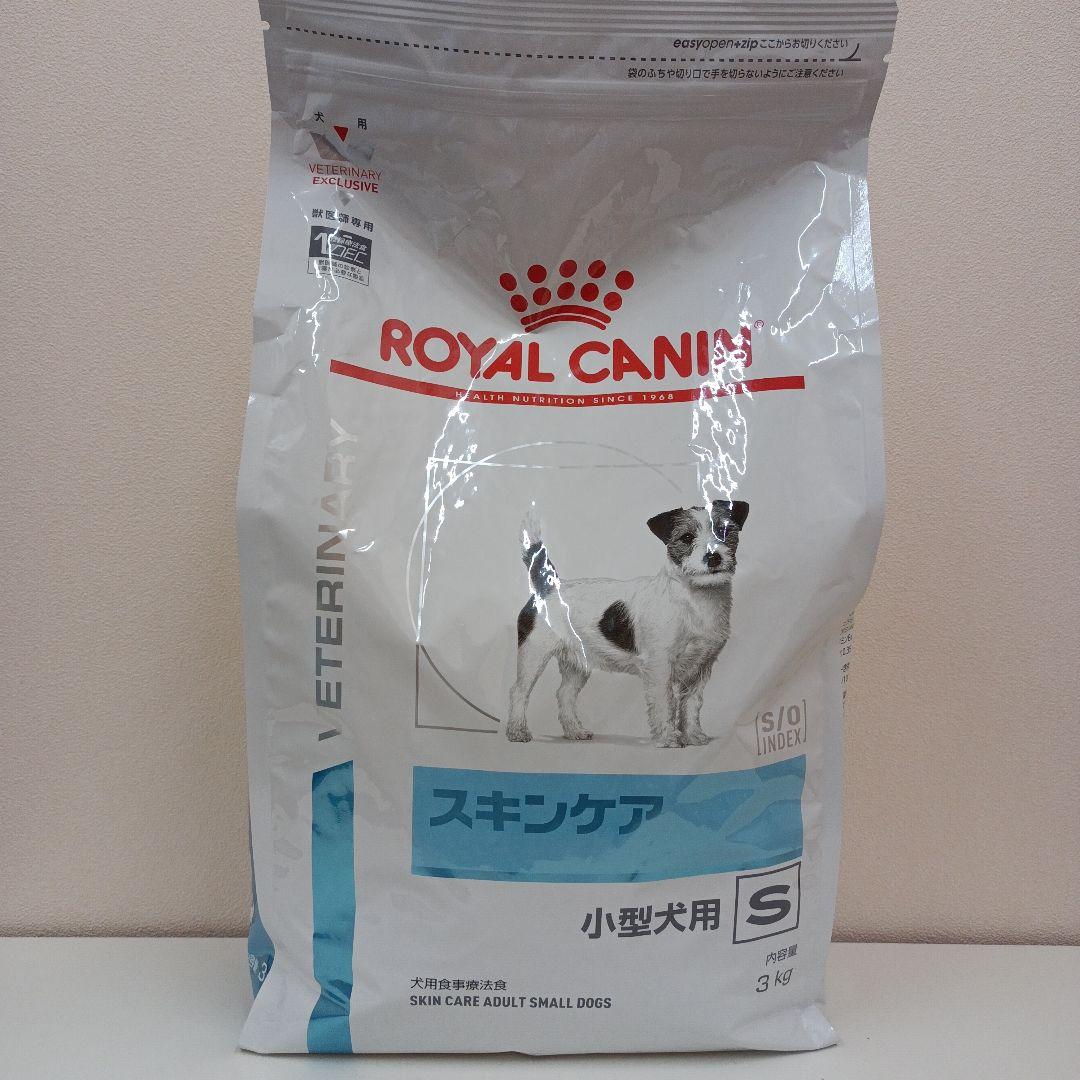 easyopen+zip ここからお切りください
袋のふちや切り口で手を切らないようにご注意ください
犬用
VETERINARY
EXCLUSIVE
獣医師専用
ROYAL CANIN®
HEALTH NUTRITION SINCE 1968
VETERINARY
S/O
INDEX
スキンケア
小型犬用 S
内容量
3 kg
犬用食事療法食
SKIN CARE ADULT SMALL DOGS